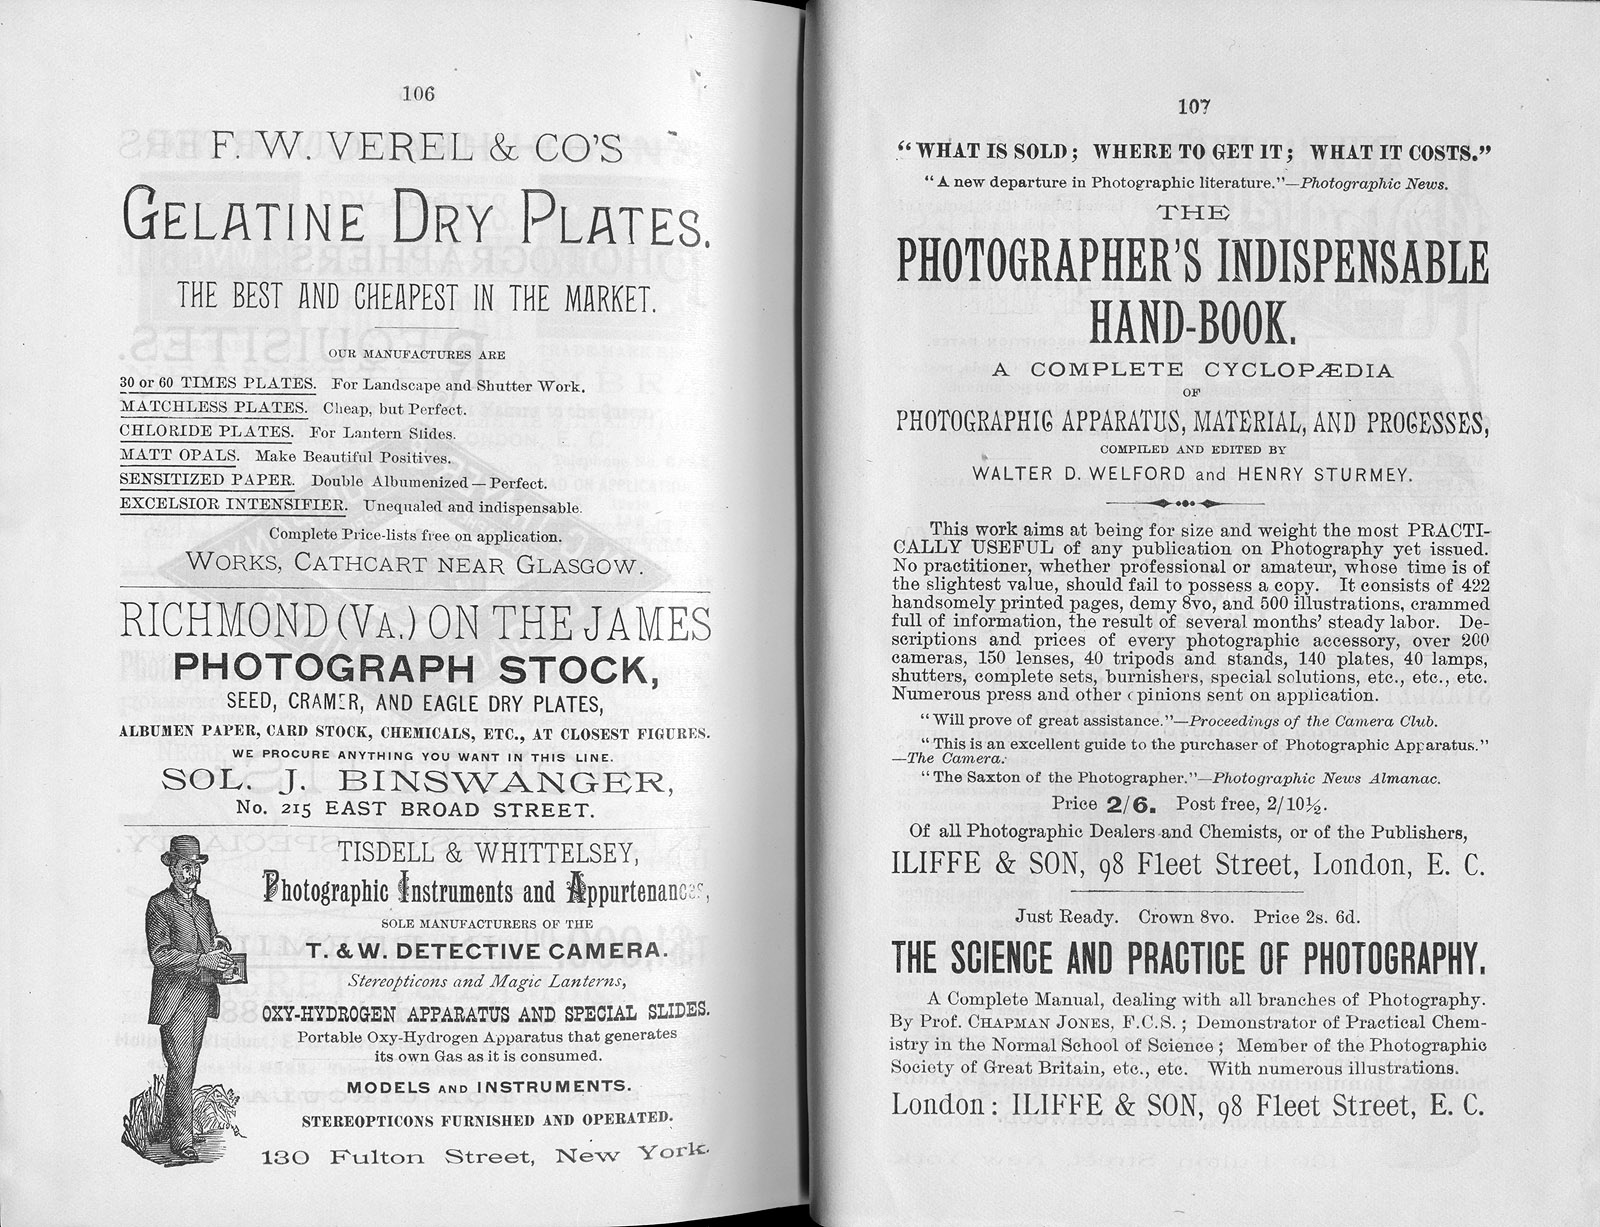 106
F. W. VEREL & CO'S
GELATINE DRY PLATES.
THE BEST AND CHEAPEST IN THE MARKET.
OUR MANUFACTURES ARE
30 or 60 TIMES PLATES. For Landscape and Shutter Work.
MATCHLESS PLATES. Cheap, but Perfect.
CHLORIDE PLATES. For Lantern Slides.
MATT OPALS. Make Beautiful Positives.
SENSITIZED PAPER. Double Albumenized—Perfect.
EXCELSIOR INTENSIFIER. Unequaled and indispensable.
Complete Price-lists free on application.
WORKS, CATHCART NEAR GLASGOW.
RICHMOND (VA.) ON THE JAMES
PHOTOGRAPH STOCK,
SEED, CRAMER, AND EAGLE DRY PLATES,
ALBUMEN PAPER, CARD STOCK, CHEMICALS, ETC., AT CLOSEST FIGURES.
WE PROCURE ANYTHING YOU WANT IN THIS LINE.
SOL. J. BINSWANGER,
No. 215 EAST BROAD STREET.
TISDELL & WHITTELSEY,
Photographic Instruments and Appurtenances,
SOLE MANUFACTURERS OF THE
T. & W. DETECTIVE CAMERA.
Stereopticons and Magic Lanterns,
OXY-HYDROGEN APPARATUS AND SPECIAL SLIDES.
Portable Oxy-Hydrogen Apparatus that generates
its own Gas as it is consumed.
MODELS AND INSTRUMENTS.
STEREOPTICONS FURNISHED AND OPERATED.
130 Fulton Street, New York.
107
"WHAT IS SOLD; WHERE TO GET IT; WHAT IT COSTS."
"A new departure in Photographic literature."—Photographic News.
THE
PHOTOGRAPHER'S INDISPENSABLE
HAND-BOOK.
A COMPLETE CYCLOPÆDIA
OF
PHOTOGRAPHIC APPARATUS, MATERIAL, AND PROCESSES,
COMPILED AND EDITED BY
WALTER D. WELFORD and HENRY STURMEY.
This work aims at being for size and weight the most PRACTI-
CALLY USEFUL of any publication on Photography yet issued.
No practitioner, whether professional or amateur, whose time is of
the slightest value, should fail to possess a copy. It consists of 422
handsomely printed pages, demy 8vo, and 500 illustrations, crammed
full of information, the result of several months' steady labor. De-
scriptions and prices of every photographic accessory, over 200
cameras, 150 lenses, 40 tripods and stands, 140 plates, 40 lamps,
shutters, complete sets, burnishers, special solutions, etc., etc., etc.
Numerous press and other opinions sent on application.
"Will prove of great assistance."—Proceedings of the Camera Club.
"This is an excellent guide to the purchaser of Photographic Apparatus."
—The Camera.
"The Saxton of the Photographer."—Photographic News Almanac.
Price 2/6. Post free, 2/10½.
Of all Photographic Dealers and Chemists, or of the Publishers,
ILIFFE & SON, 98 Fleet Street, London, E. C.
Just Ready. Crown 8vo. Price 2s. 6d.
THE SCIENCE AND PRACTICE OF PHOTOGRAPHY.
A Complete Manual, dealing with all branches of Photography.
By Prof. CHAPMAN JONES, F.C.S.; Demonstrator of Practical Chem-
istry in the Normal School of Science; Member of the Photographic
Society of Great Britain, etc., etc. With numerous illustrations.
London: ILIFFE & SON, 98 Fleet Street, E. C.